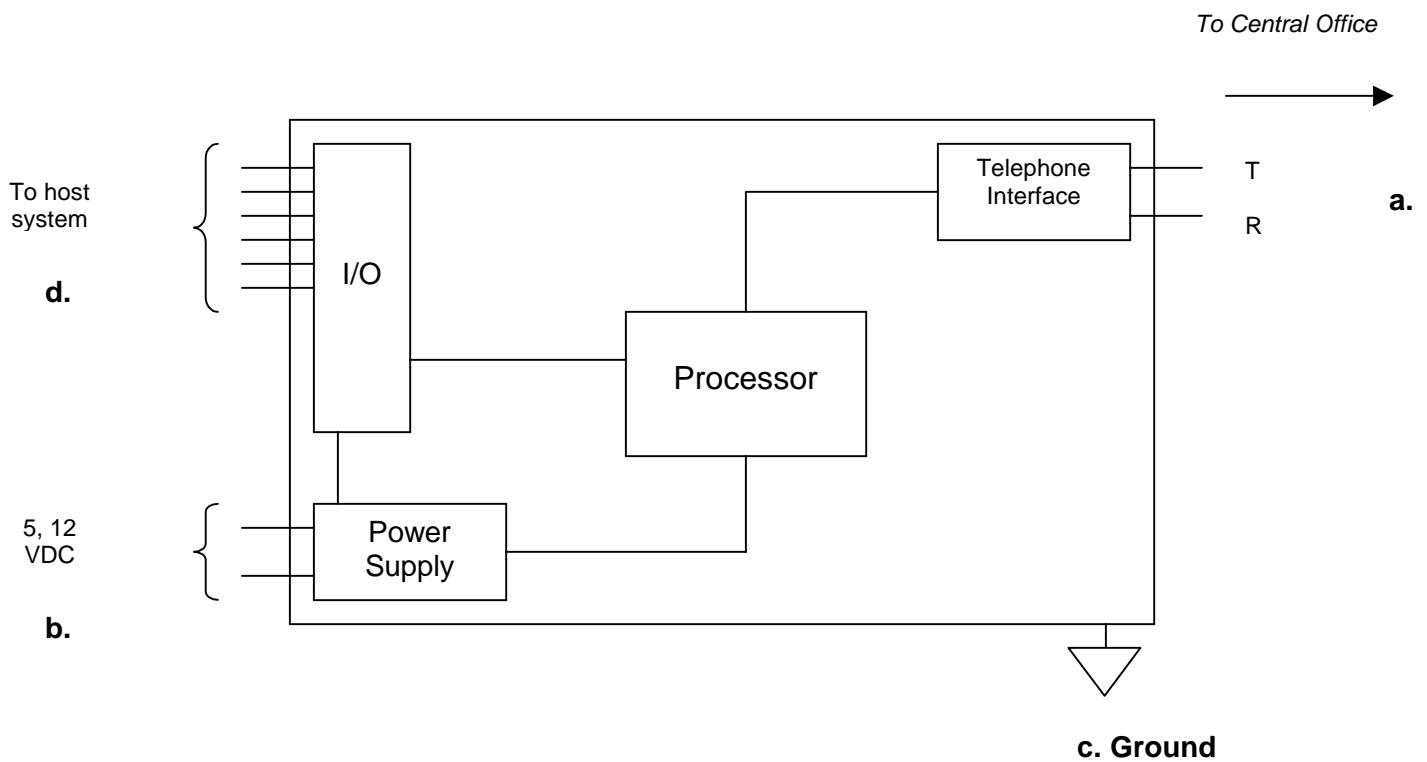 To Central Office
To host
system
d.
I/O
Telephone
Interface
T
R
a.
Processor
5, 12
VDC
b.
Power
Supply
c. Ground